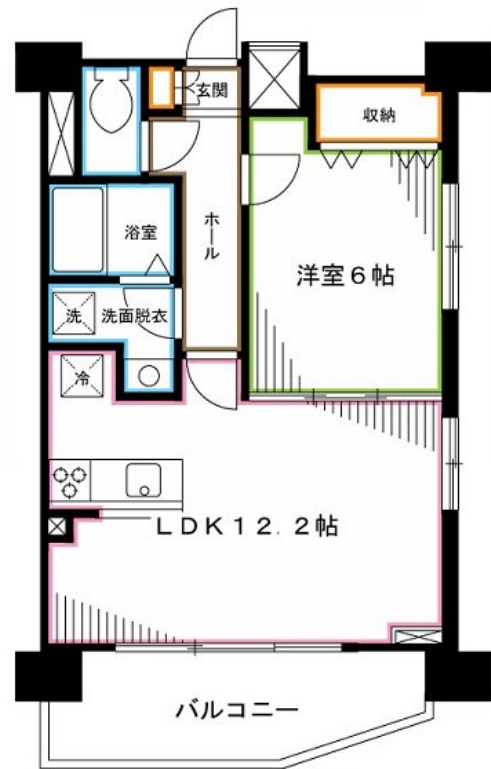 玄関
収納
浴室
ホール
洋室6帖
洗
洗面脱衣
冷
LDK12.2帖
バルコニー